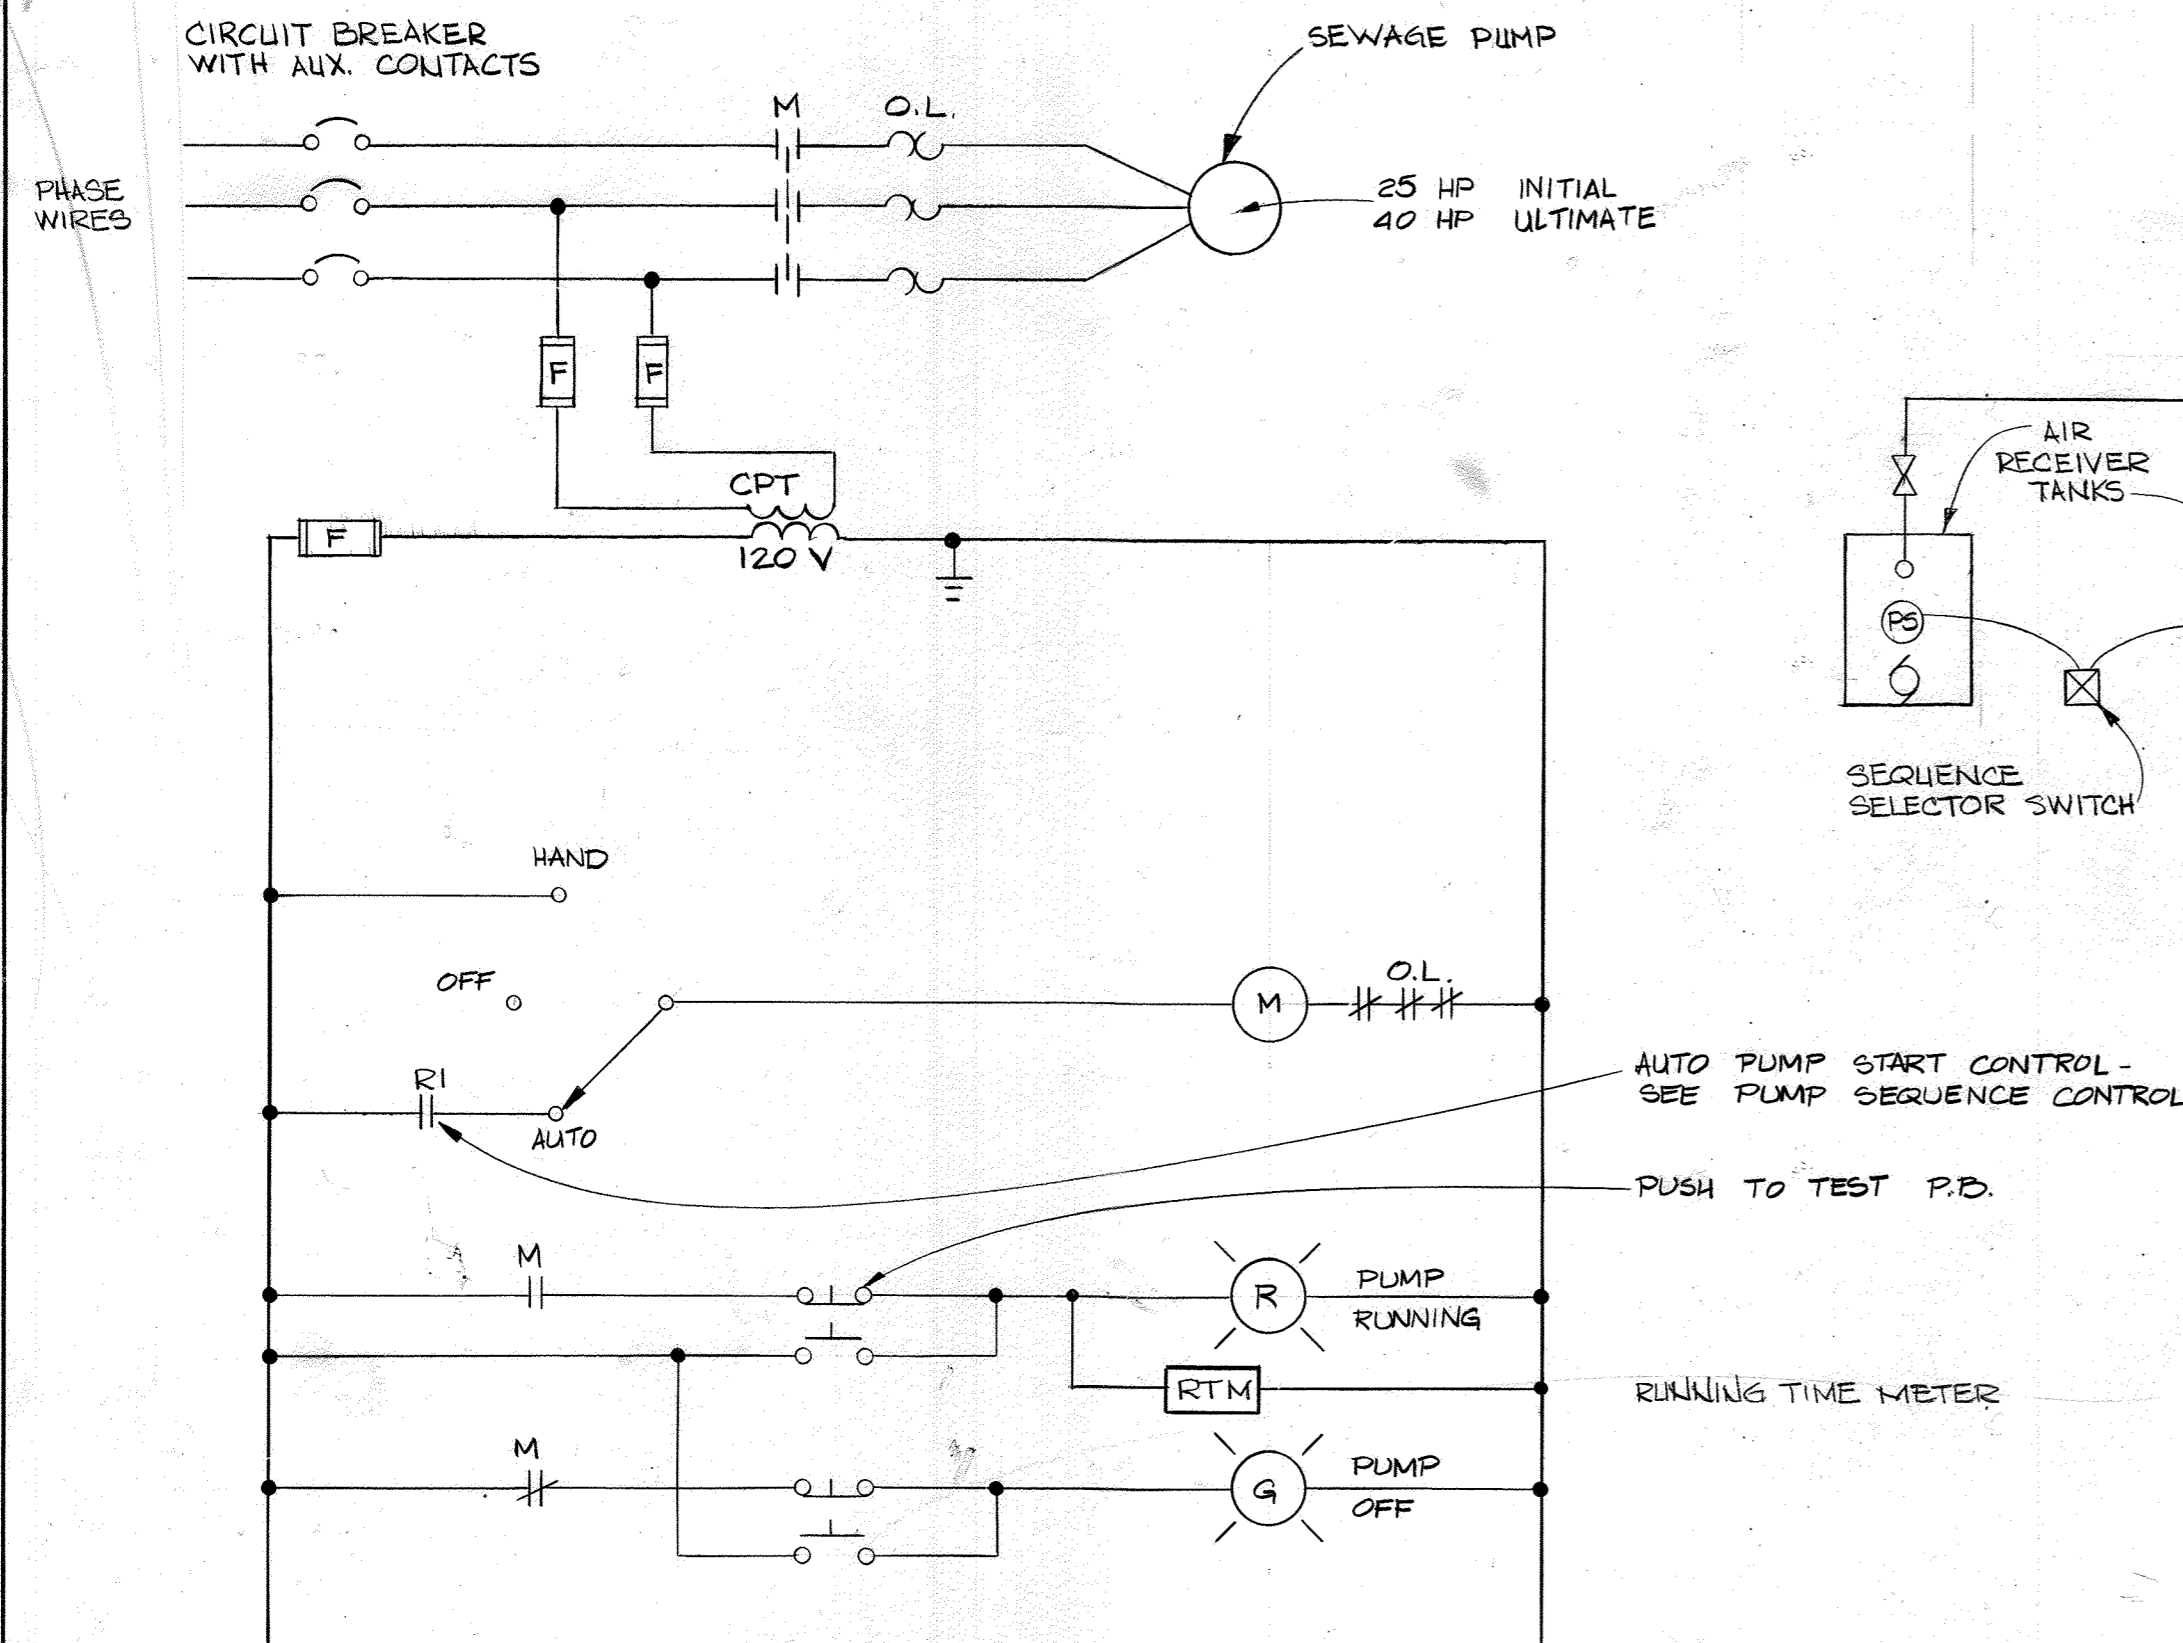 CIRCUIT BREAKER
WITH AUX. CONTACTS
SEWAGE PUMP
M
O.L.
PHASE
WIRES
25 HP INITIAL
40 HP ULTIMATE
F
F
AIR
RECEIVER
TANKS
CPT
F
120 V
PS
SEQUENCE
SELECTOR SWITCH
HAND
OFF
O.L.
M
R1
AUTO
AUTO PUMP START CONTROL -
SEE PUMP SEQUENCE CONTROL
PUSH TO TEST P.B.
M
R
PUMP
RUNNING
RTM
RUNNING TIME METER
M
G
PUMP
OFF